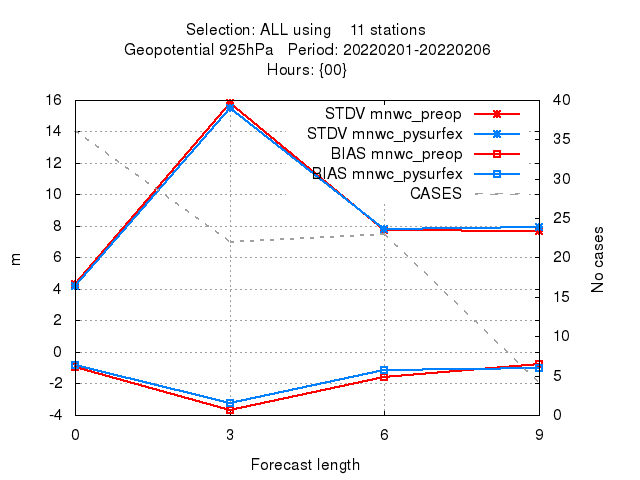 Selection: ALL using    11 stations
Geopotential 925hPa   Period: 20220201-20220206
Hours: {00}
STDV mnwc_preop
STDV mnwc_pysurfex
BIAS mnwc_preop
BIAS mnwc_pysurfex
CASES
16
14
12
10
8
6
4
2
0
-2
-4
m
40
35
30
25
20
15
10
5
0
No cases
0 3 6 9
Forecast length